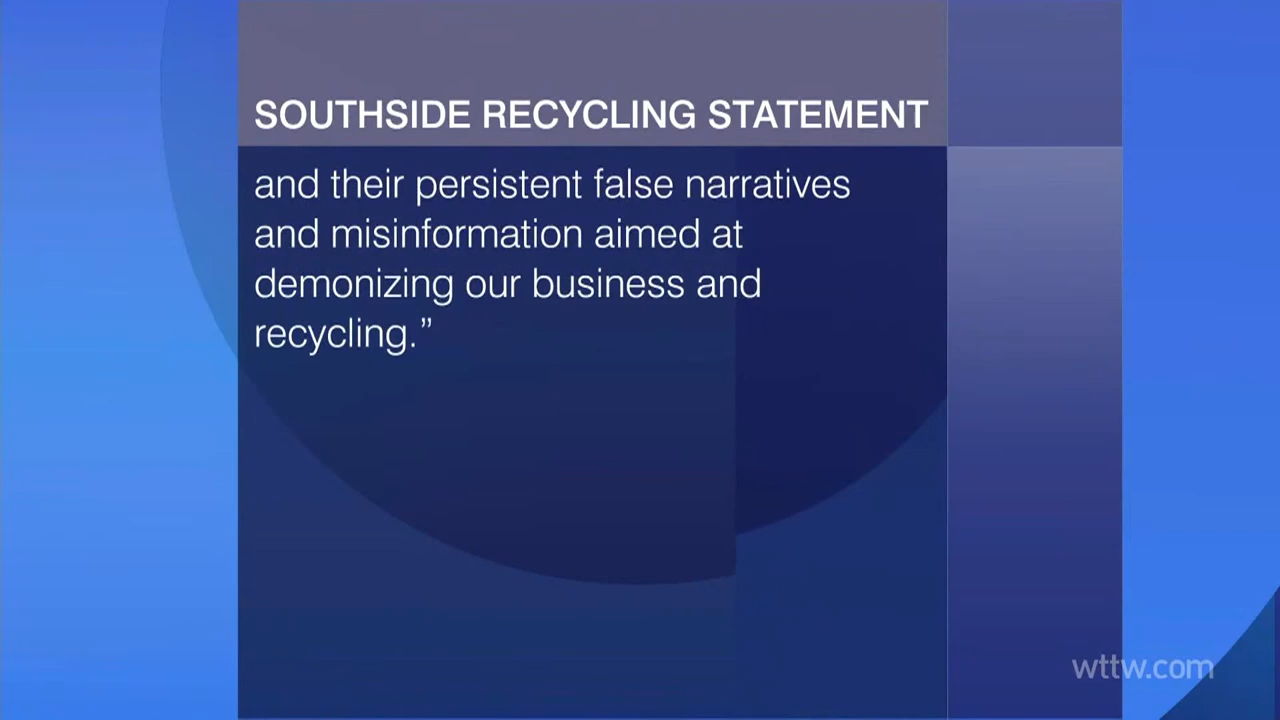 SOUTHSIDE RECYCLING STATEMENT
and their persistent false narratives
and misinformation aimed at
demonizing our business and
recycling.”
wttw.com